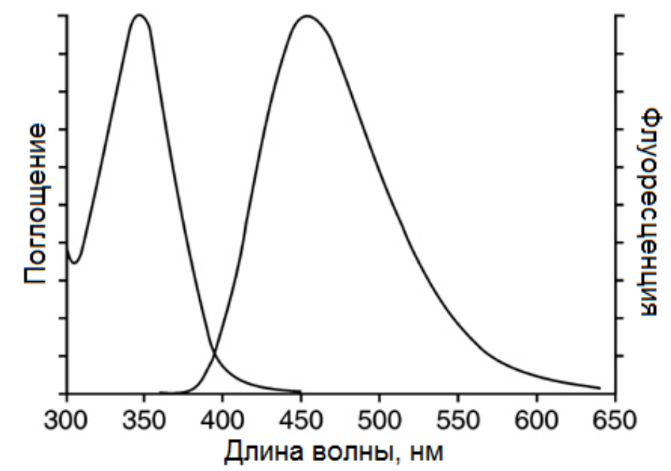 Поглощение
Флуоресценция
300 350 400 450 500 550 600 650
Длина волны, нм